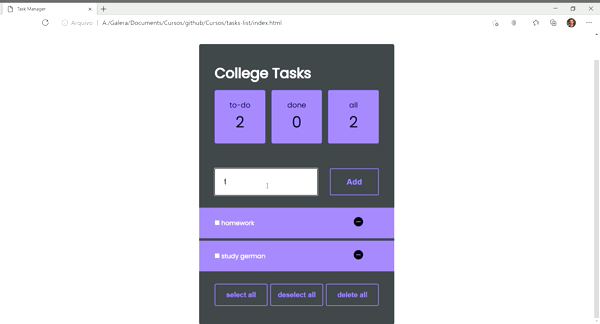 Task Manager
Arquivo A:/Galera/Documents/Cursos/github/Cursos/tasks-list/index.html
College Tasks
to-do done all
2 0 2
t Add
homework
study german
select all deselect all delete all